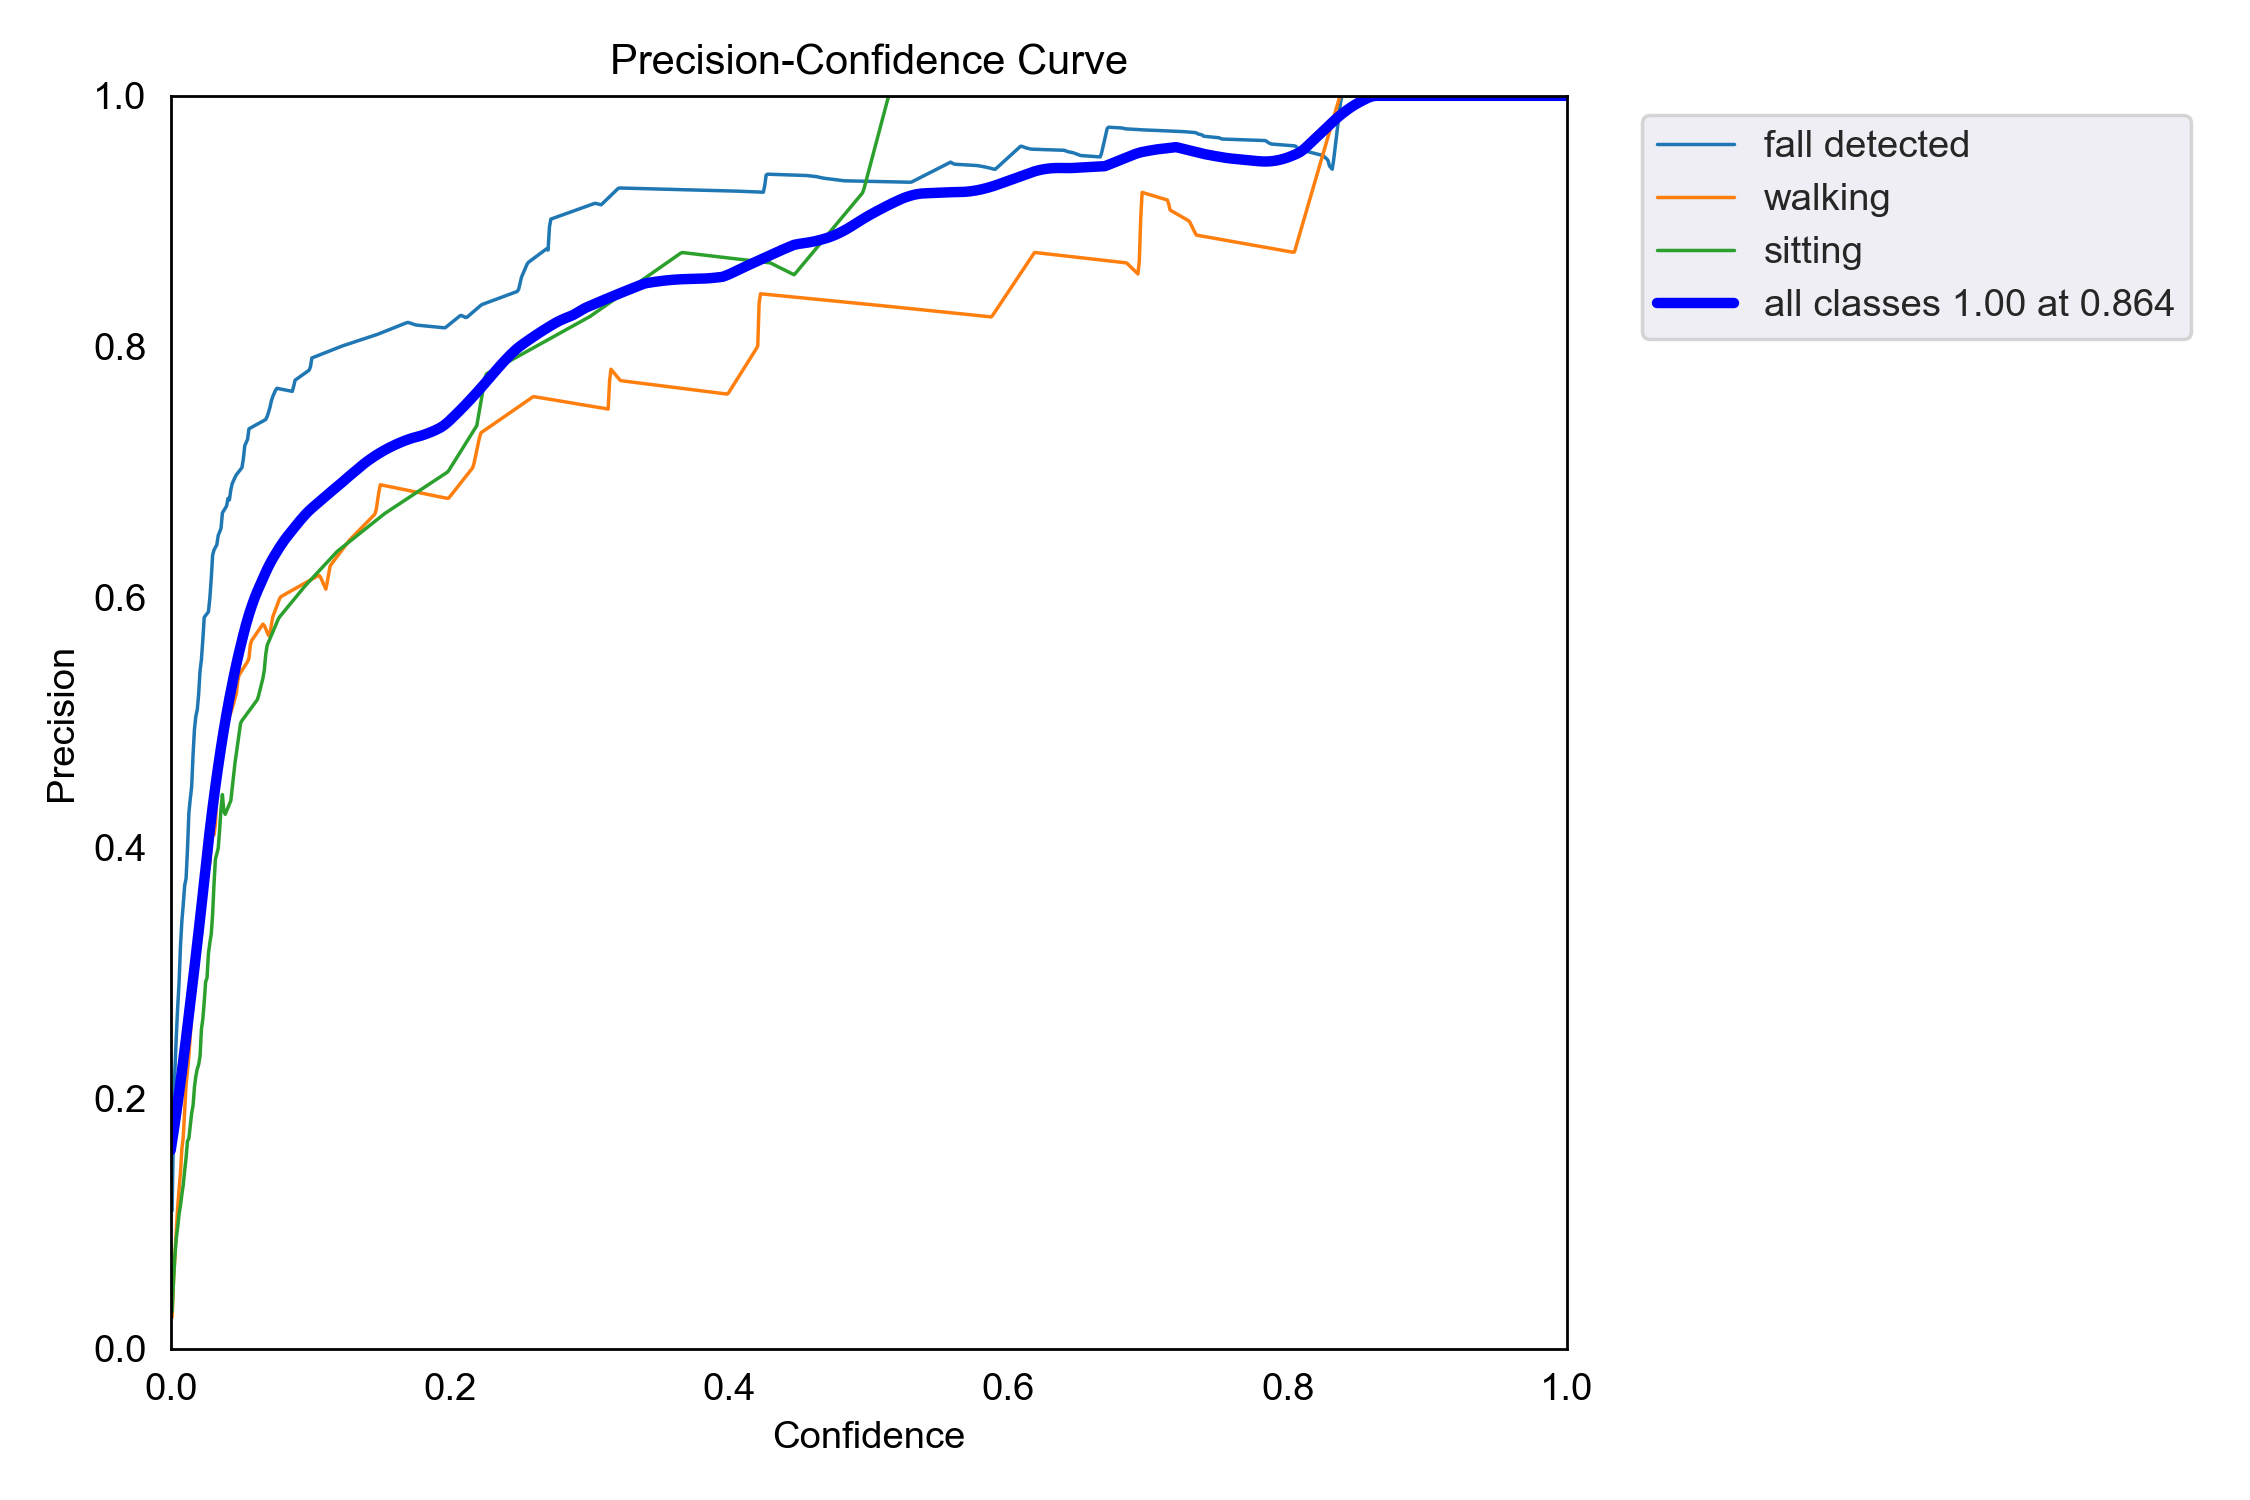 Precision-Confidence Curve
1.0
0.8
0.6
0.4
0.2
0.0
Precision
0.0 0.2 0.4 0.6 0.8 1.0
Confidence
fall detected
walking
sitting
all classes 1.00 at 0.864